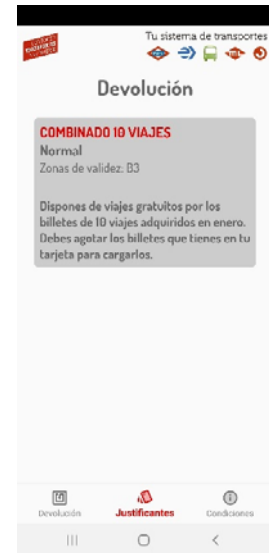 Tu sistema de transportes
Devolución
COMBINADO 10 VIAJES
Normal
Zonas de validez: B3
Dispones de viajes gratuitos por los
billetes de 10 viajes adquiridos en enero.
Debes agotar los billetes que tienes en tu
tarjeta para cargarlos.
Devolución
Justificantes
Condiciones